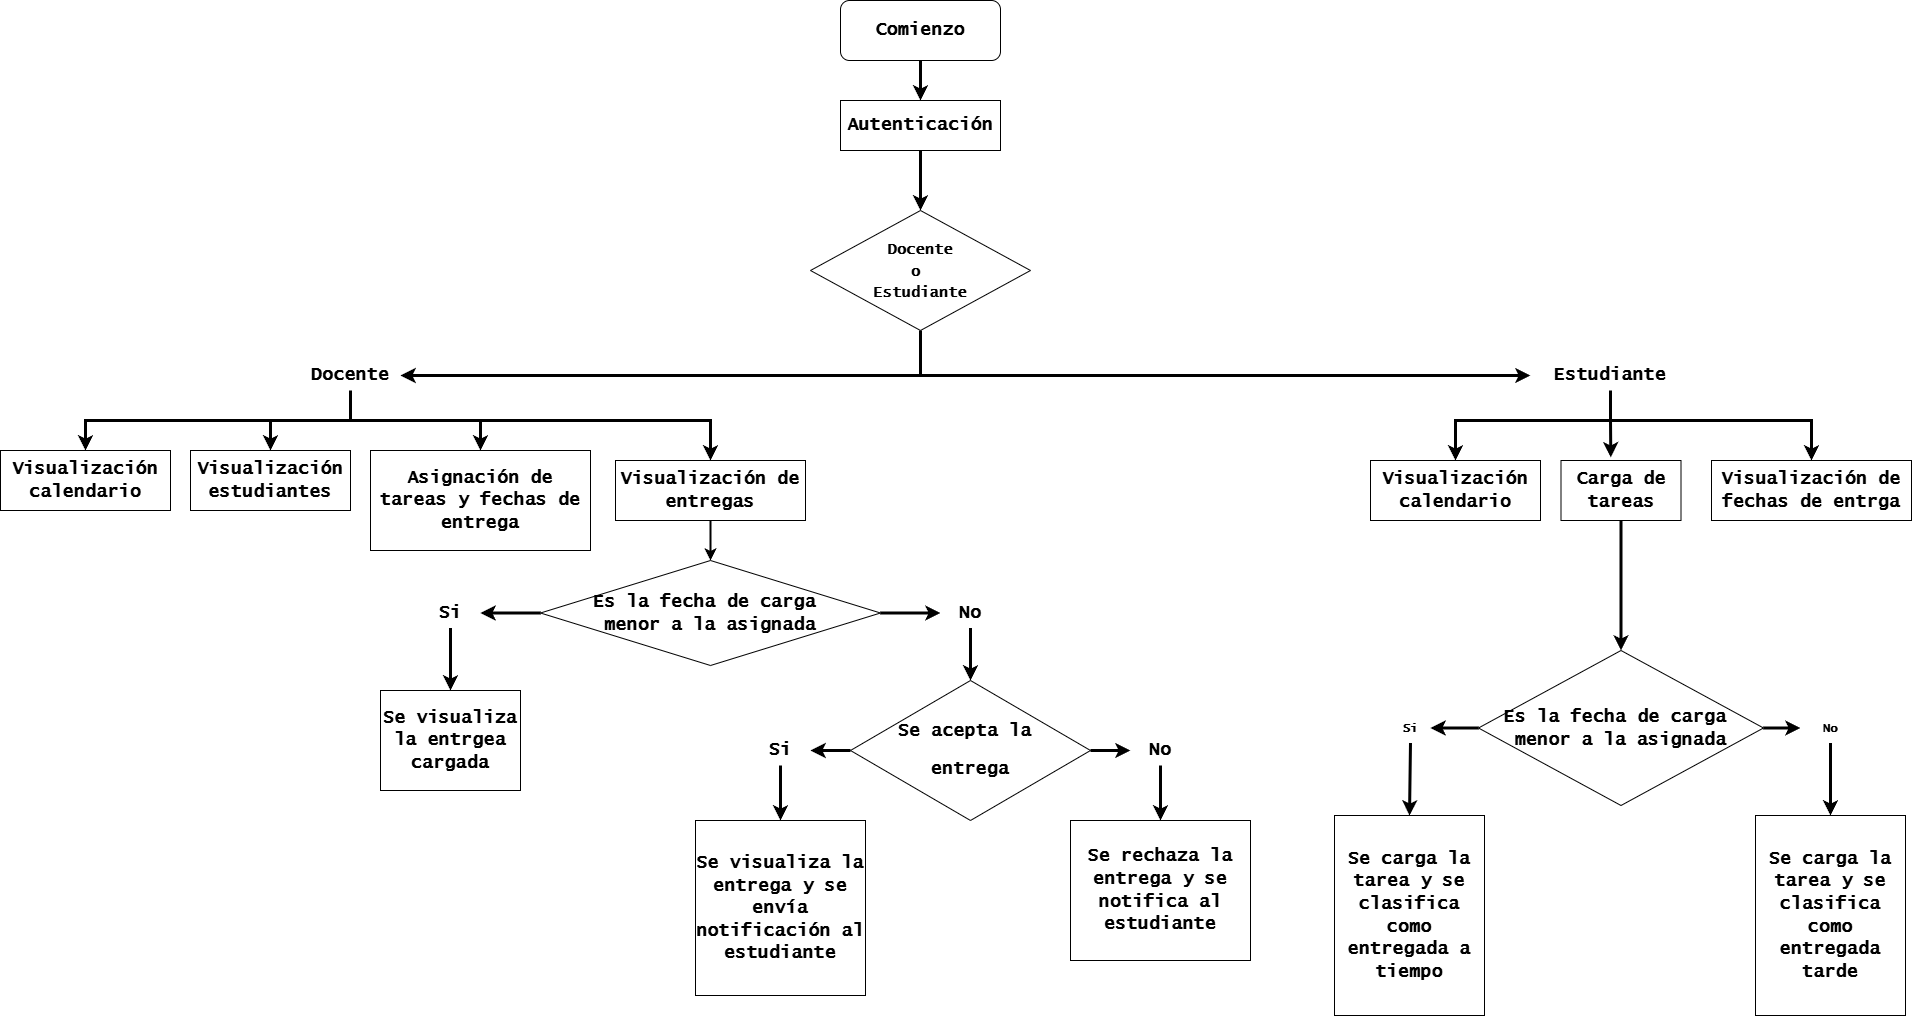 Comienzo
Autenticación
Docente
o
Estudiante
Docente
Estudiante
Visualización
calendario
Visualización
estudiantes
Asignación de
tareas y fechas de
entrega
Visualización de
entregas
Visualización
calendario
Carga de
tareas
Visualización de
fechas de entrga
Es la fecha de carga
menor a la asignada
Si
No
Se visualiza
la entrgea
cargada
Se acepta la
entrega
Si
No
Se visualiza la
entrega y se
envía
notificación al
estudiante
Se rechaza la
entrega y se
notifica al
estudiante
Es la fecha de carga
menor a la asignada
Si
No
Se carga la
tarea y se
clasifica
como
entregada a
tiempo
Se carga la
tarea y se
clasifica
como
entregada
tarde